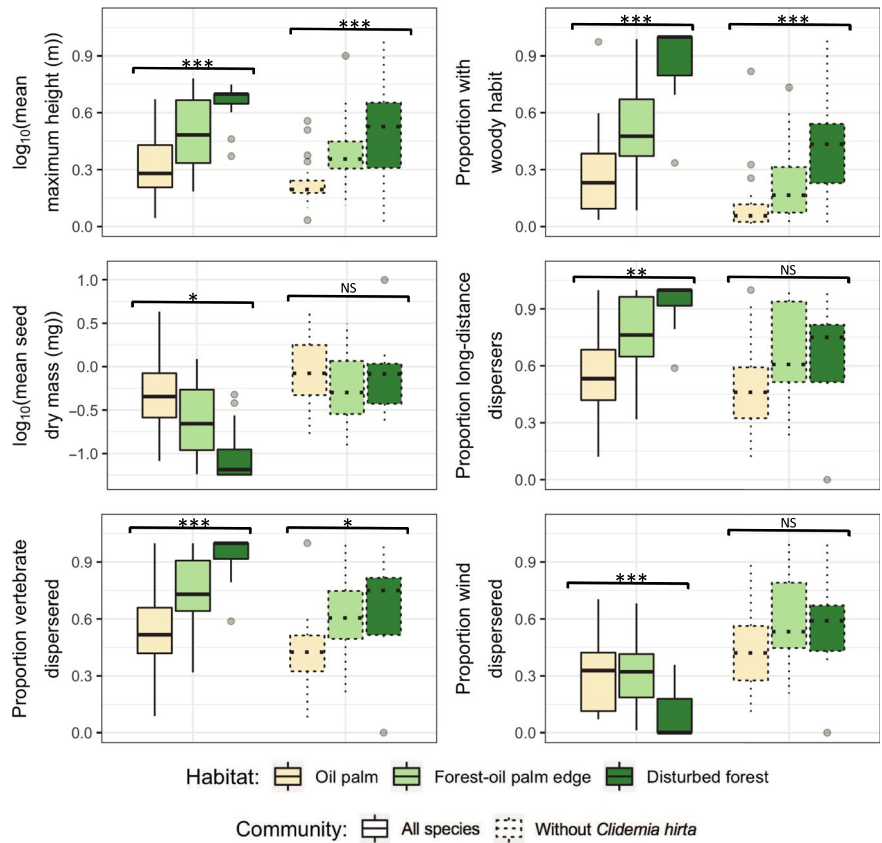 ***
***
log10(mean
maximum height (m))
0.9
0.6
0.3
0.0
***
***
Proportion with
woody habit
0.9
0.6
0.3
0.0
*
NS
log10(mean seed
dry mass (mg))
1.0
0.5
0.0
−0.5
−1.0
**
NS
Proportion long-distance
dispersers
0.9
0.6
0.3
0.0
***
*
Proportion vertebrate
dispersered
0.9
0.6
0.3
0.0
***
NS
Proportion wind
dispersered
0.9
0.6
0.3
0.0
Habitat: Oil palm Forest-oil palm edge Disturbed forest
Community: All species Without Clidemia hirta